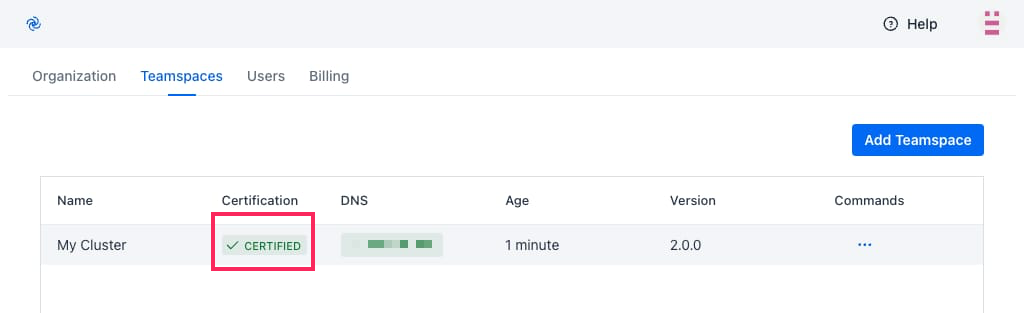 Help
Organization Teamspaces Users Billing
Add Teamspace
Name Certification DNS Age Version Commands
My Cluster CERTIFIED 1 minute 2.0.0 ...